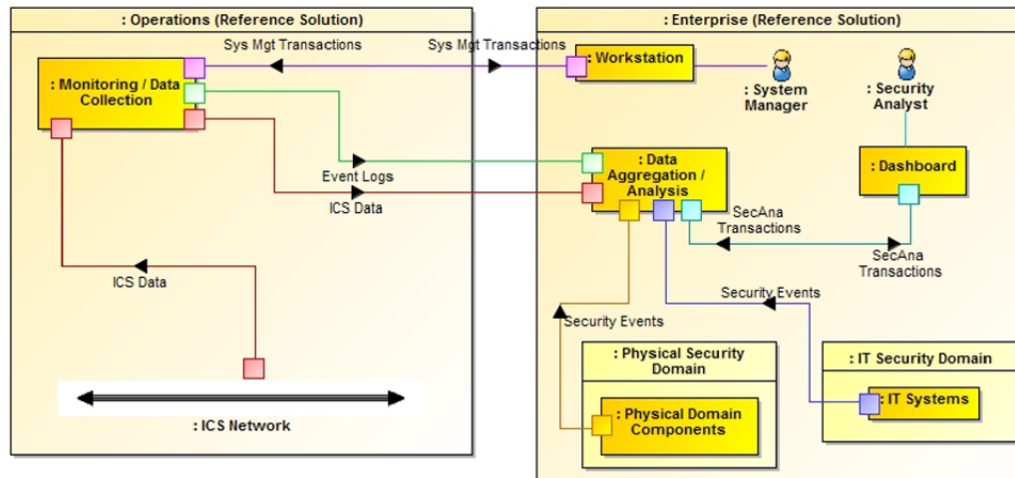 : Operations (Reference Solution)
: Enterprise (Reference Solution)
Sys Mgt Transactions
Sys Mgt Transactions
: Monitoring / Data
Collection
: Workstation
: System
Manager
: Security
Analyst
Event Logs
ICS Data
: Data
Aggregation /
Analysis
: Dashboard
SecAna
Transactions
SecAna
Transactions
ICS Data
Security Events
Security Events
: Physical Security
Domain
: IT Security Domain
: Physical Domain
Components
: IT Systems
: ICS Network